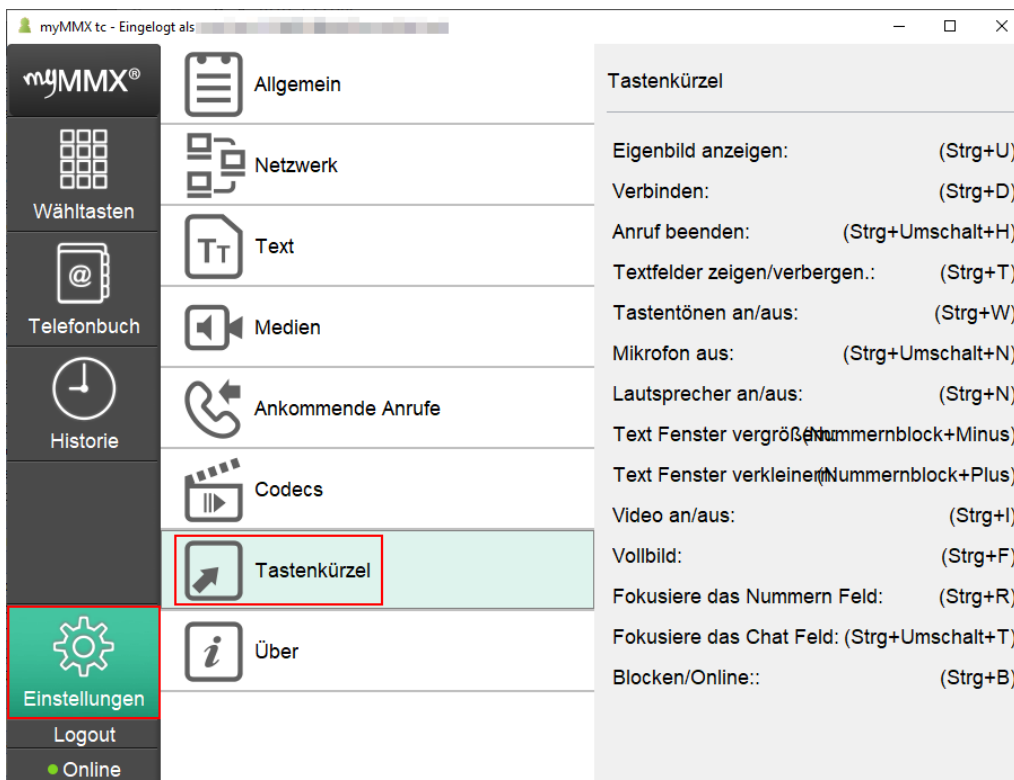 myMMX tc - Eingelogt als
myMMX®
Wähltasten
Telefonbuch
Historie
Einstellungen
Logout
Online
Allgemein
Netzwerk
Text
Medien
Ankommende Anrufe
Codecs
Tastenkürzel
Über
Tastenkürzel
Eigenbild anzeigen: (Strg+U)
Verbinden: (Strg+D)
Anruf beenden: (Strg+Umschalt+H)
Textfelder zeigen/verbergen.: (Strg+T)
Tastentönen an/aus: (Strg+W)
Mikrofon aus: (Strg+Umschalt+N)
Lautsprecher an/aus: (Strg+N)
Text Fenster (Nummernblock+Minus)
Text Fenster (Nummernblock+Plus)
Video an/aus: (Strg+I)
Vollbild: (Strg+F)
Fokusiere das Nummern Feld: (Strg+R)
Fokusiere das Chat Feld: (Strg+Umschalt+T)
Blocken/Online:: (Strg+B)